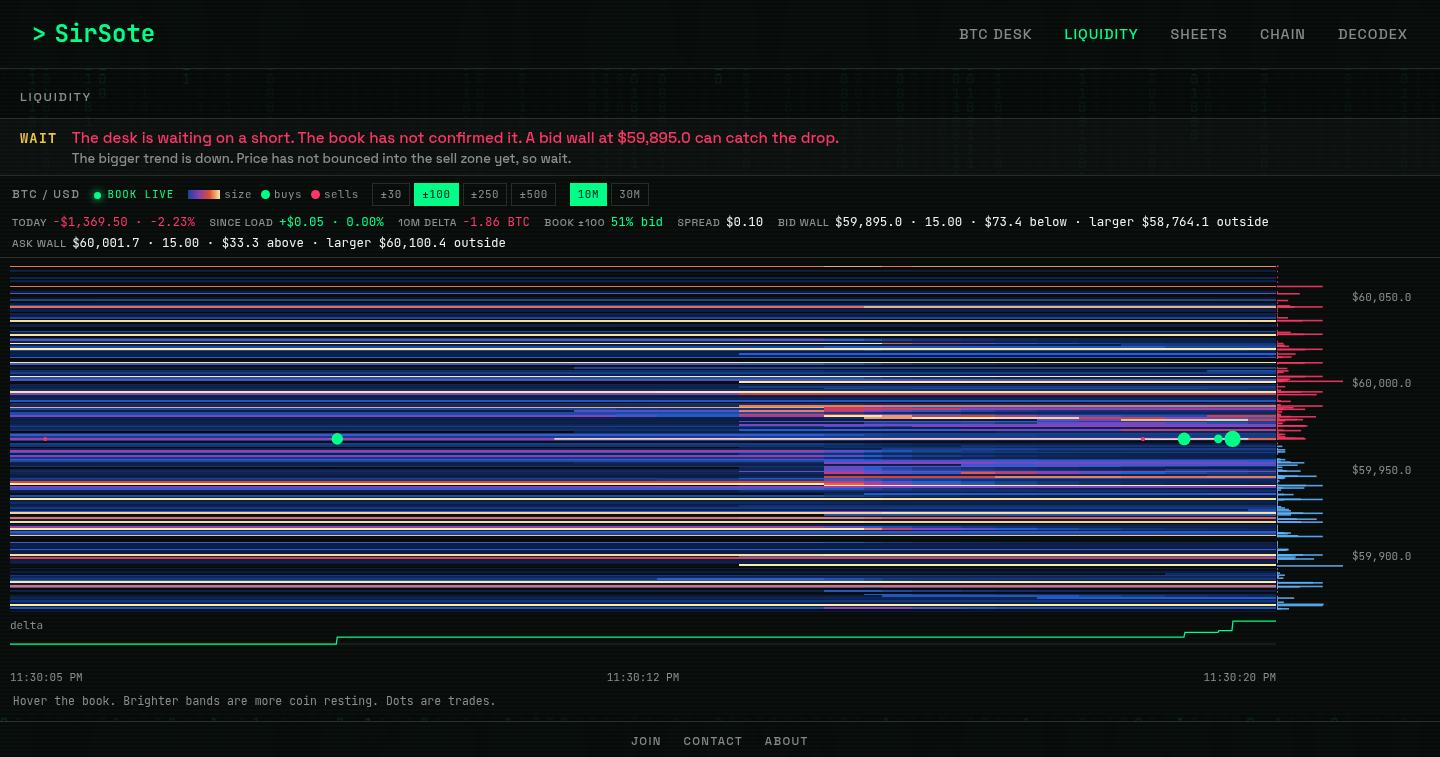 > SirSote
BTC DESK LIQUIDITY SHEETS CHAIN DECODEX
LIQUIDITY
WAIT The desk is waiting on a short. The book has not confirmed it. A bid wall at $59,895.0 can catch the drop.
The bigger trend is down. Price has not bounced into the sell zone yet, so wait.
BTC / USD BOOK LIVE size buys sells ±30 ±100 ±250 ±500 10M 30M
TODAY -$1,369.50 · -2.23% SINCE LOAD +$0.05 · 0.00% 10M DELTA -1.86 BTC BOOK ±100 51% bid SPREAD $0.10 BID WALL $59,895.0 · 15.00 · $73.4 below · larger $58,764.1 outside
ASK WALL $60,001.7 · 15.00 · $33.3 above · larger $60,100.4 outside
$60,050.0
$60,000.0
$59,950.0
$59,900.0
delta
11:30:05 PM 11:30:12 PM 11:30:20 PM
Hover the book. Brighter bands are more coin resting. Dots are trades.
JOIN CONTACT ABOUT